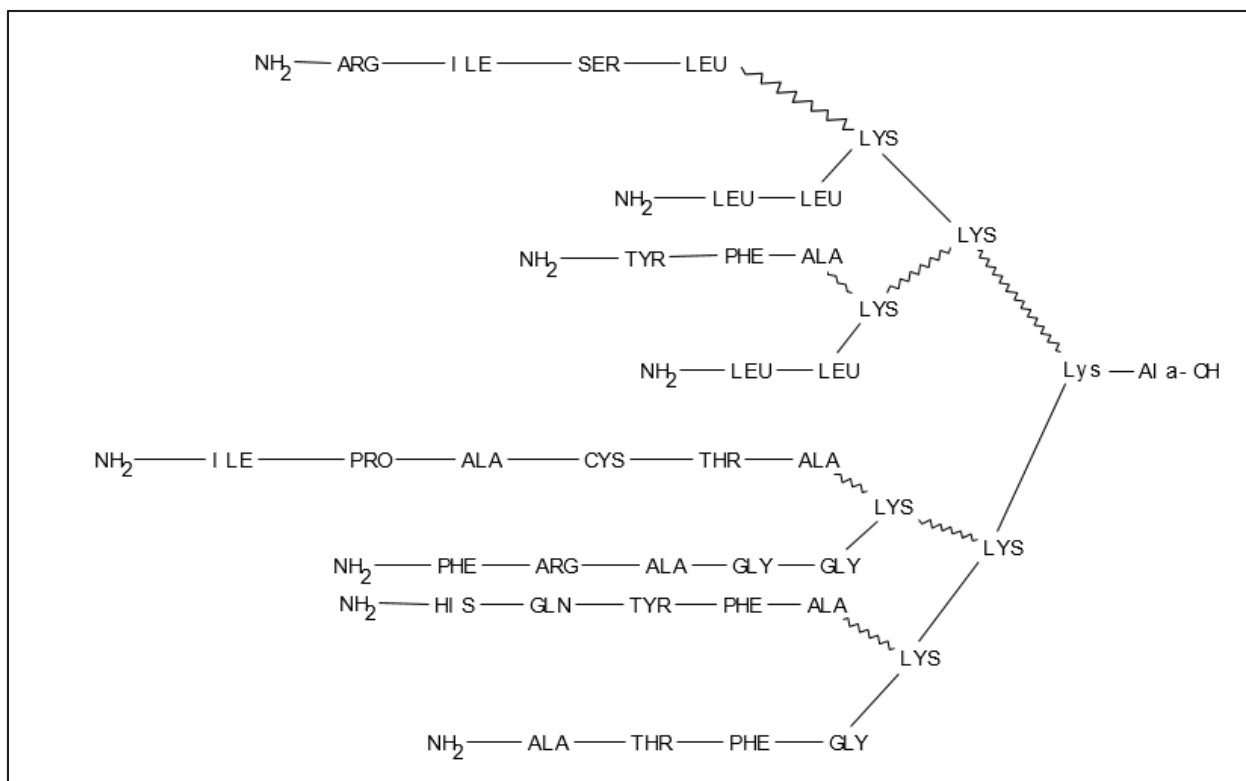 NH2 ARG ILE SER LEU
LYS
NH2 LEU LEU
LYS
NH2 TYR PHE ALA
LYS
NH2 LEU LEU
Lys Ala-OH
NH2 ILE PRO ALA CYS THR ALA
LYS
LYS
NH2 PHE ARG ALA GLY GLY
NH2 HIS GLN TYR PHE ALA
LYS
NH2 ALA THR PHE GLY